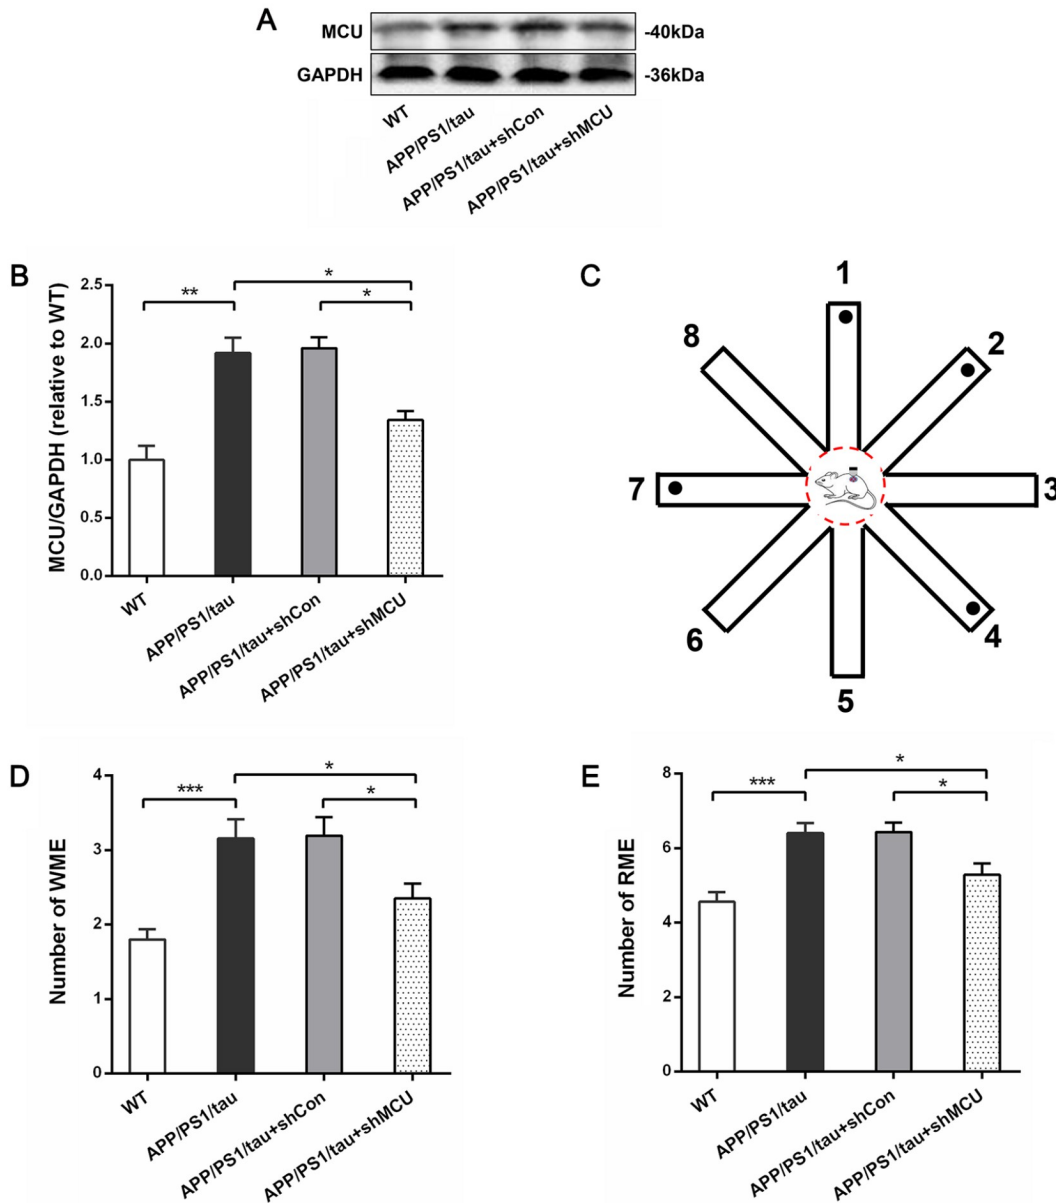 A
MCU
-40kDa
GAPDH
-36kDa
WT
APP/PS1/tau
APP/PS1/tau+shCon
APP/PS1/tau+shMCU
B
MCU/GAPDH (relative to WT)
2.5
2.0
1.5
1.0
0.5
0.0
**
*
*
WT
APP/PS1/tau
APP/PS1/tau+shCon
APP/PS1/tau+shMCU
C
1
2
3
4
5
6
7
8
D
Number of WME
4
3
2
1
0
***
*
*
WT
APP/PS1/tau
APP/PS1/tau+shCon
APP/PS1/tau+shMCU
E
Number of RME
8
6
4
2
0
***
*
*
WT
APP/PS1/tau
APP/PS1/tau+shCon
APP/PS1/tau+shMCU